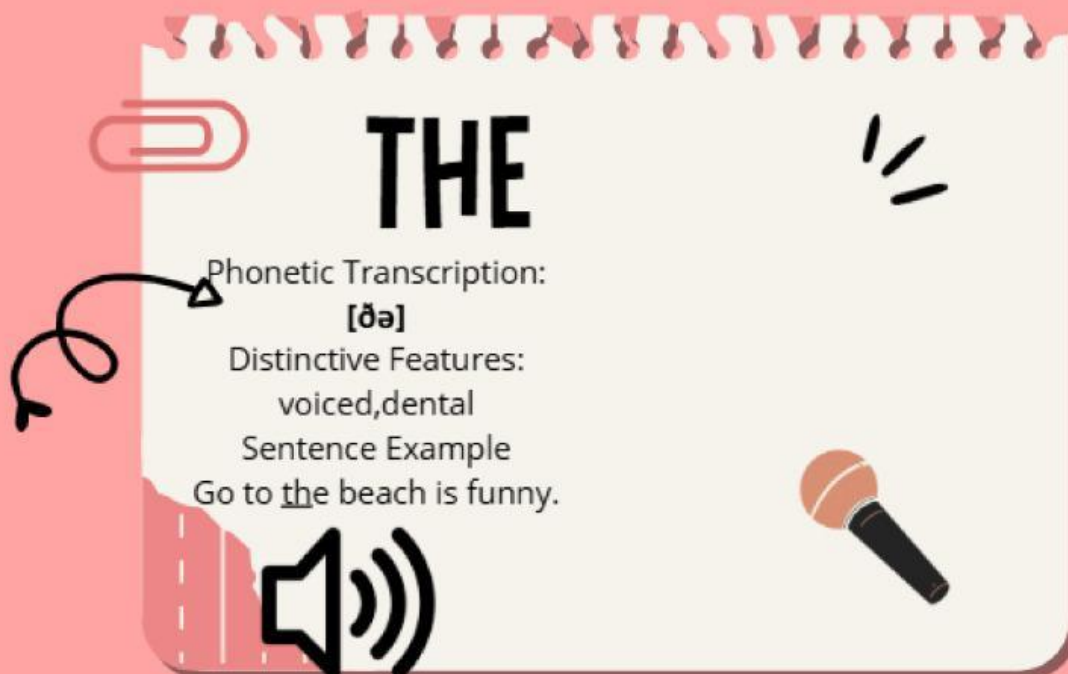 THE
Phonetic Transcription:
[ðə]
Distinctive Features:
voiced,dental
Sentence Example
Go to the beach is funny.